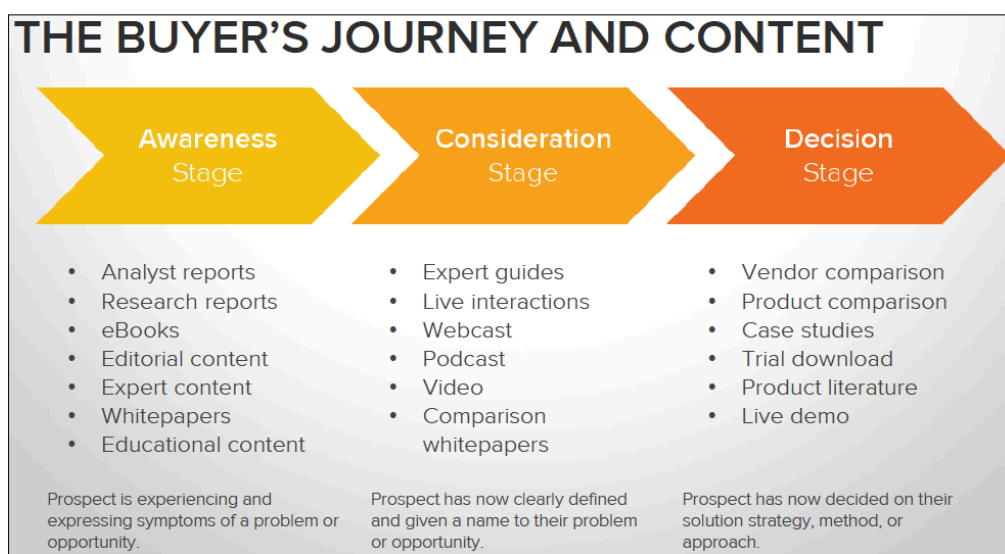 THE BUYER'S JOURNEY AND CONTENT
Awareness
Stage
Consideration
Stage
Decision
Stage
• Analyst reports
• Research reports
• eBooks
• Editorial content
• Expert content
• Whitepapers
• Educational content
• Expert guides
• Live interactions
• Webcast
• Podcast
• Video
• Comparison
whitepapers
• Vendor comparison
• Product comparison
• Case studies
• Trial download
• Product literature
• Live demo
Prospect is experiencing and
expressing symptoms of a problem or
opportunity.
Prospect has now clearly defined
and given a name to their problem
or opportunity.
Prospect has now decided on their
solution strategy, method, or
approach.